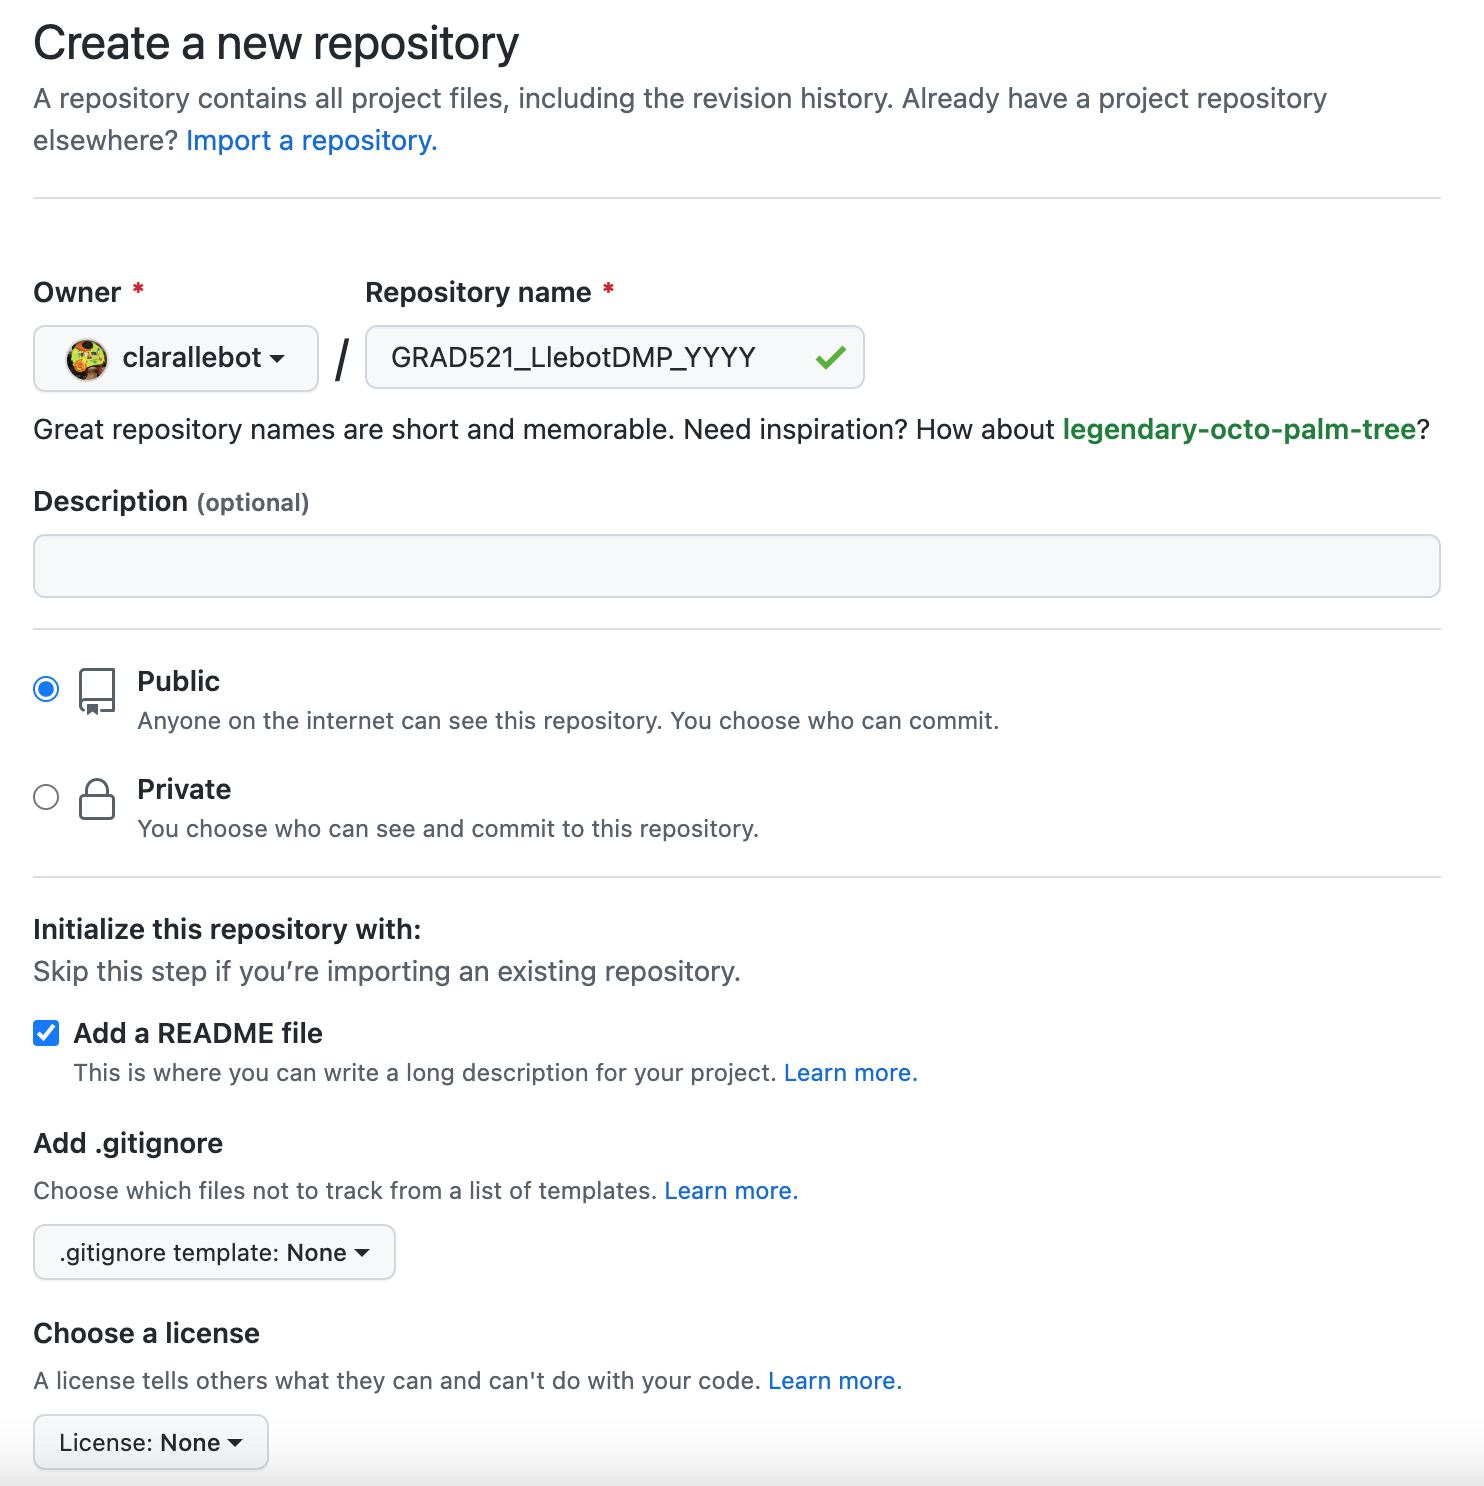 Create a new repository
A repository contains all project files, including the revision history. Already have a project repository
elsewhere? Import a repository.
Owner * Repository name *
clarallebot / GRAD521_LlebotDMP_YYYY
Great repository names are short and memorable. Need inspiration? How about legendary-octo-palm-tree?
Description (optional)
Public
Anyone on the internet can see this repository. You choose who can commit.
Private
You choose who can see and commit to this repository.
Initialize this repository with:
Skip this step if you’re importing an existing repository.
Add a README file
This is where you can write a long description for your project. Learn more.
Add .gitignore
Choose which files not to track from a list of templates. Learn more.
.gitignore template: None
Choose a license
A license tells others what they can and can't do with your code. Learn more.
License: None